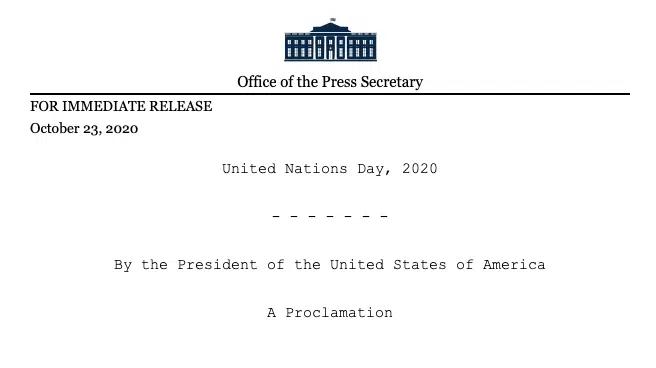 Office of the Press Secretary
FOR IMMEDIATE RELEASE
October 23, 2020
United Nations Day, 2020
- - - - - - -
By the President of the United States of America
A Proclamation